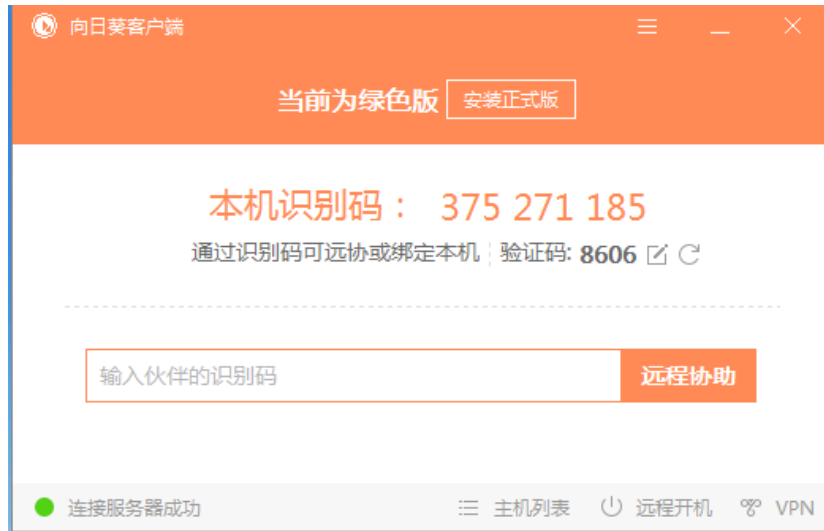 向日葵客户端
当前为绿色版 安装正式版
本机识别码： 375 271 185
通过识别码可远协或绑定本机 验证码: 8606
输入伙伴的识别码 远程协助
连接服务器成功 主机列表 远程开机 VPN